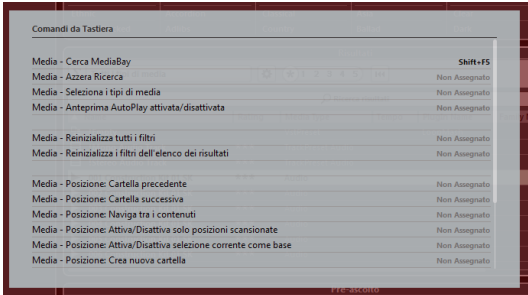 Comandi da Tastiera
Media - Cerca MediaBay Shift+F5
Media - Azzera Ricerca Non Assegnato
Media - Seleziona i tipi di media Non Assegnato
Media - Anteprima AutoPlay attivata/disattivata Non Assegnato
Media - Reinizializza tutti i filtri Non Assegnato
Media - Reinizializza i filtri dell'elenco dei risultati Non Assegnato
Media - Posizione: Cartella precedente Non Assegnato
Media - Posizione: Cartella successiva Non Assegnato
Media - Posizione: Naviga tra i contenuti Non Assegnato
Media - Posizione: Attiva/Disattiva solo posizioni scansionate Non Assegnato
Media - Posizione: Attiva/Disattiva selezione corrente come base Non Assegnato
Media - Posizione: Crea nuova cartella Non Assegnato
Pre-ascolto